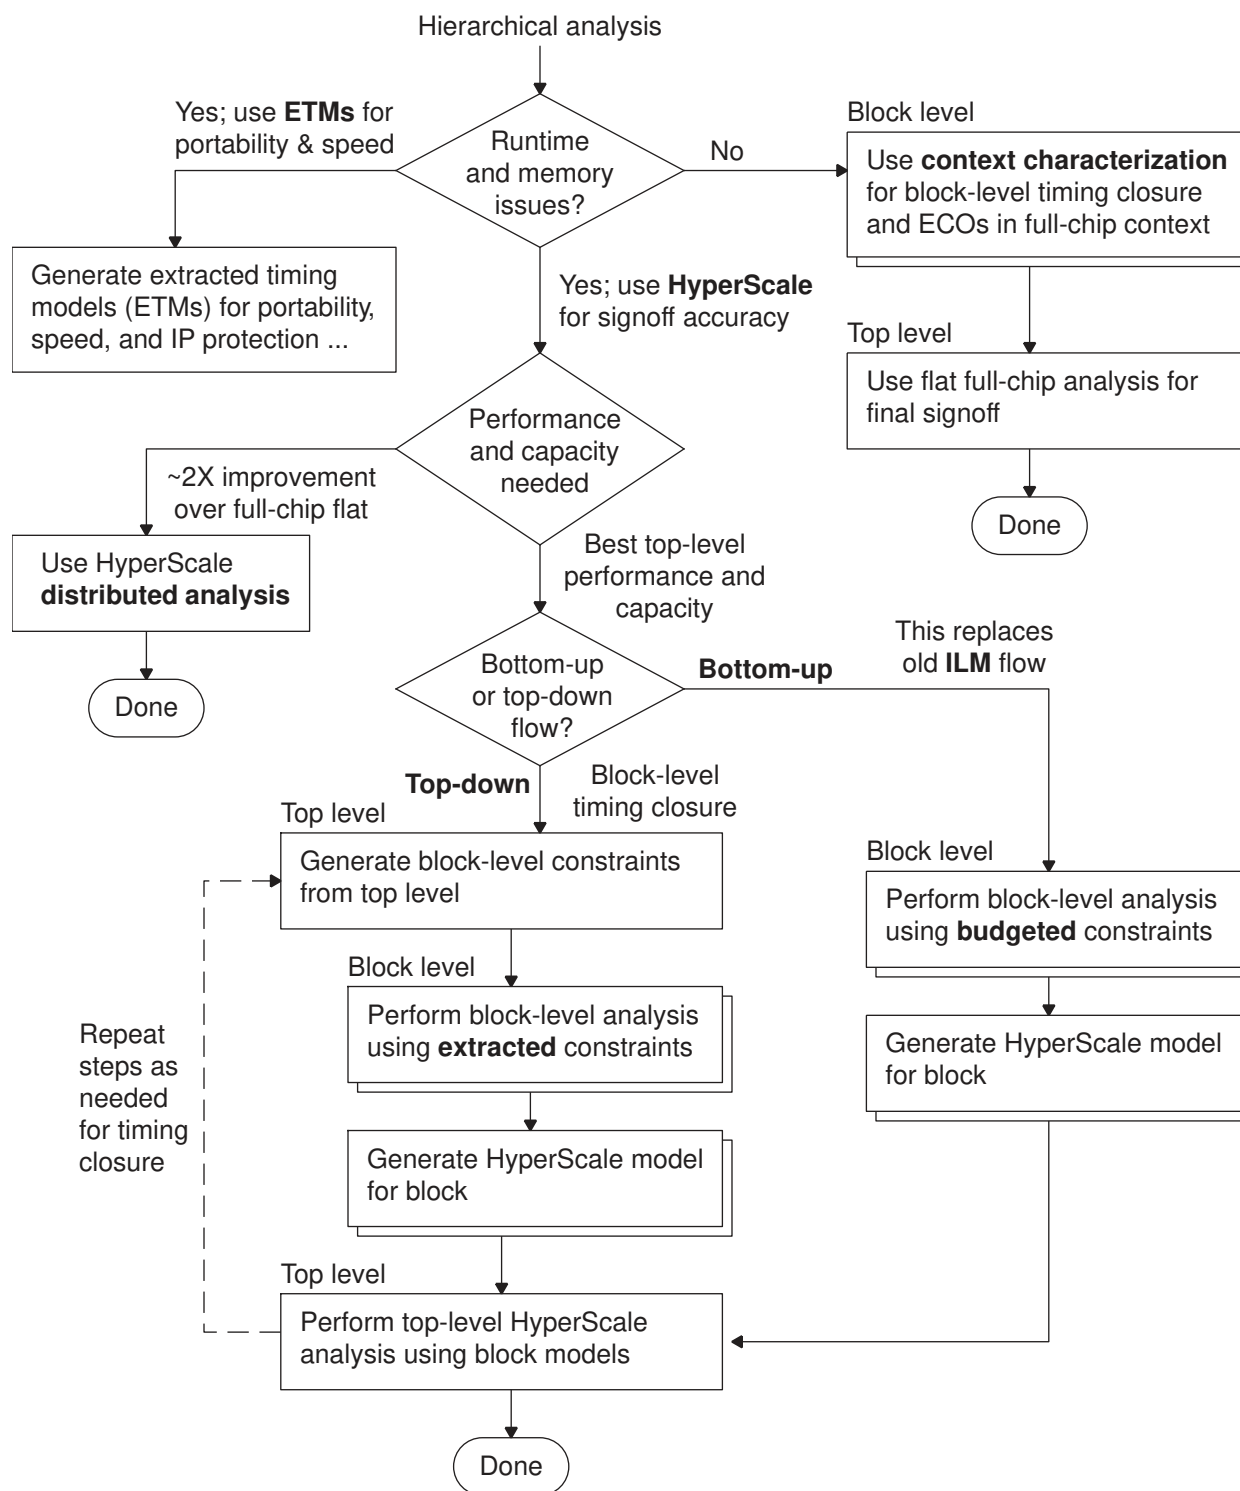 Hierarchical analysis
Yes; use ETMs for
portability & speed
Runtime
and memory
issues?
No
Block level
Use context characterization
for block-level timing closure
and ECOs in full-chip context
Generate extracted timing
models (ETMs) for portability,
speed, and IP protection ...
Yes; use HyperScale
for signoff accuracy
Top level
Use flat full-chip analysis for
final signoff
Done
Performance
and capacity
needed
~2X improvement
over full-chip flat
Use HyperScale
distributed analysis
Done
Best top-level
performance and
capacity
Bottom-up
or top-down
flow?
Bottom-up
This replaces
old ILM flow
Top-down
Block-level
timing closure
Top level
Generate block-level constraints
from top level
Block level
Perform block-level analysis
using extracted constraints
Generate HyperScale model
for block
Block level
Perform block-level analysis
using budgeted constraints
Generate HyperScale model
for block
Repeat
steps as
needed
for timing
closure
Top level
Perform top-level HyperScale
analysis using block models
Done